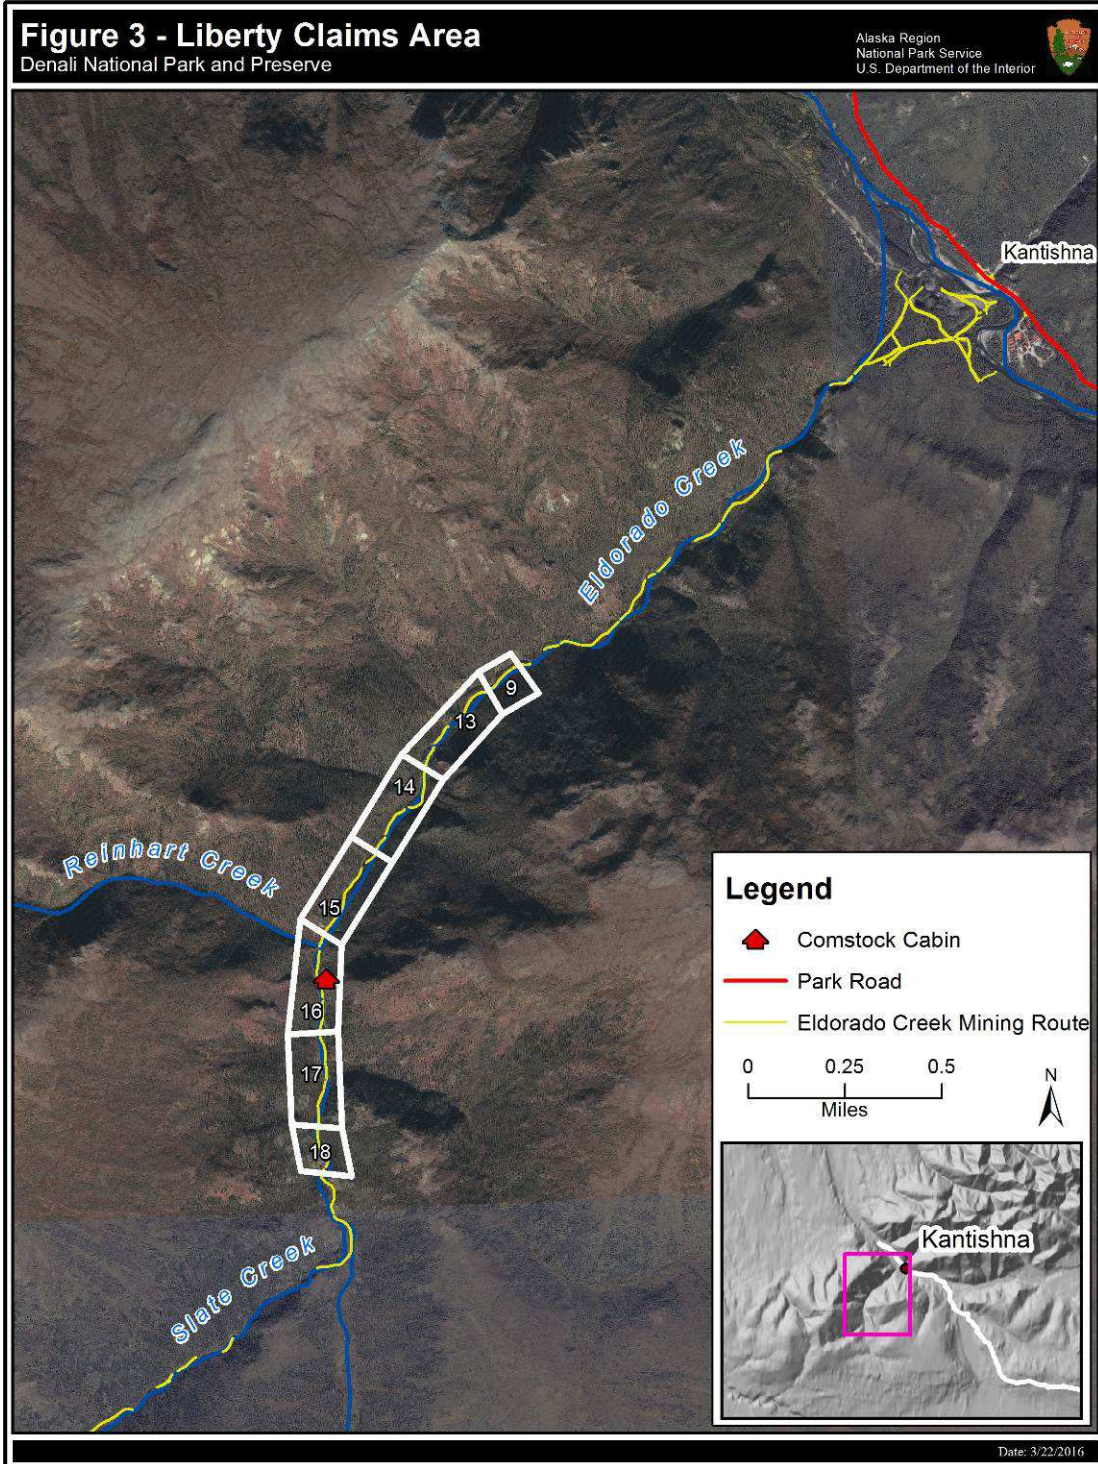 Figure 3 - Liberty Claims Area
Denali National Park and Preserve
Alaska Region
National Park Service
U.S. Department of the Interior
Kantishna
Eldorado Creek
9
13
14
Reinhart Creek
15
16
17
18
Slate Creek
Legend
Comstock Cabin
Park Road
Eldorado Creek Mining Route
0 0.25 0.5
Miles
N
Kantishna
Date: 3/22/2016